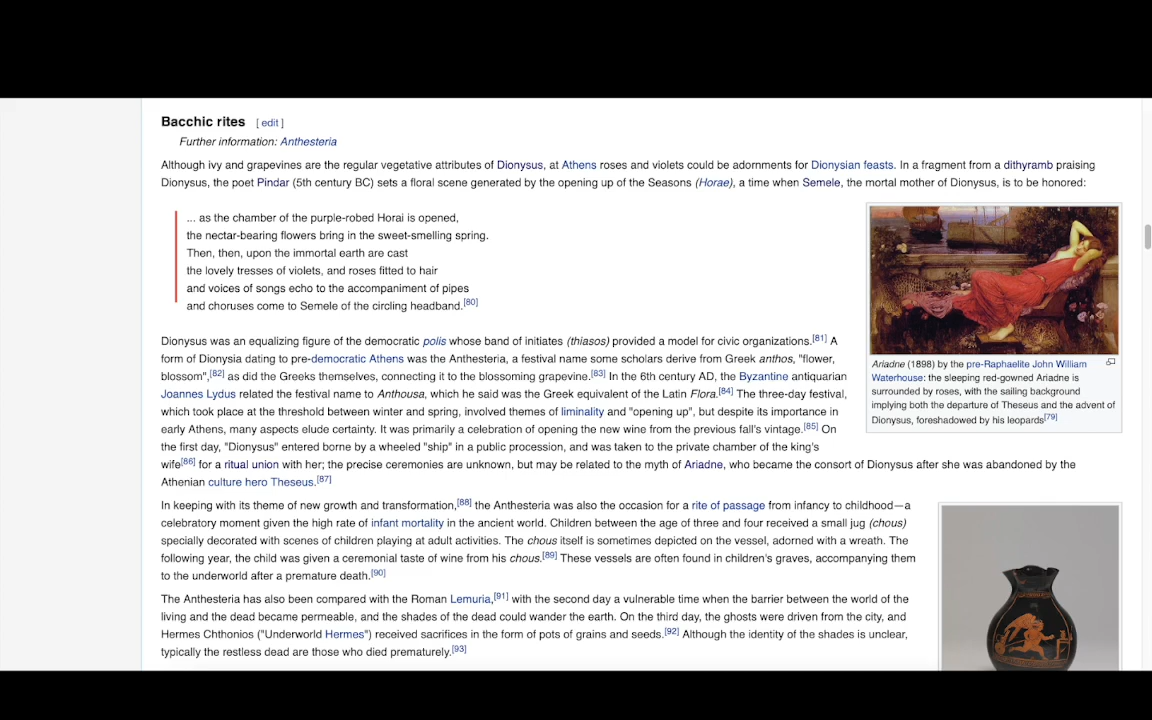 Bacchic rites [ edit ]
Further information: Anthesteria
Although ivy and grapevines are the regular vegetative attributes of Dionysus, at Athens roses and violets could be adornments for Dionysian feasts. In a fragment from a dithyramb praising
Dionysus, the poet Pindar (5th century BC) sets a floral scene generated by the opening up of the Seasons (Horae), a time when Semele, the mortal mother of Dionysus, is to be honored:
... as the chamber of the purple-robed Horai is opened,
the nectar-bearing flowers bring in the sweet-smelling spring.
Then, then, upon the immortal earth are cast
the lovely tresses of violets, and roses fitted to hair
and voices of songs echo to the accompaniment of pipes
and choruses come to Semele of the circling headband.[80]
Ariadne (1898) by the pre-Raphaelite John William
Waterhouse: the sleeping red-gowned Ariadne is
surrounded by roses, with the sailing background
implying both the departure of Theseus and the advent of
Dionysus, foreshadowed by his leopards[79]
Dionysus was an equalizing figure of the democratic polis whose band of initiates (thiasos) provided a model for civic organizations.[81] A
form of Dionysia dating to pre-democratic Athens was the Anthesteria, a festival name some scholars derive from Greek anthos, "flower,
blossom",[82] as did the Greeks themselves, connecting it to the blossoming grapevine.[83] In the 6th century AD, the Byzantine antiquarian
Joannes Lydus related the festival name to Anthousa, which he said was the Greek equivalent of the Latin Flora.[84] The three-day festival,
which took place at the threshold between winter and spring, involved themes of liminality and "opening up", but despite its importance in
early Athens, many aspects elude certainty. It was primarily a celebration of opening the new wine from the previous fall's vintage.[85] On
the first day, "Dionysus" entered borne by a wheeled "ship" in a public procession, and was taken to the private chamber of the king's
wife[86] for a ritual union with her; the precise ceremonies are unknown, but may be related to the myth of Ariadne, who became the consort of Dionysus after she was abandoned by the
Athenian culture hero Theseus.[87]
In keeping with its theme of new growth and transformation,[88] the Anthesteria was also the occasion for a rite of passage from infancy to childhood—a
celebratory moment given the high rate of infant mortality in the ancient world. Children between the age of three and four received a small jug (chous)
specially decorated with scenes of children playing at adult activities. The chous itself is sometimes depicted on the vessel, adorned with a wreath. The
following year, the child was given a ceremonial taste of wine from his chous.[89] These vessels are often found in children's graves, accompanying them
to the underworld after a premature death.[90]
The Anthesteria has also been compared with the Roman Lemuria,[91] with the second day a vulnerable time when the barrier between the world of the
living and the dead became permeable, and the shades of the dead could wander the earth. On the third day, the ghosts were driven from the city, and
Hermes Chthonios ("Underworld Hermes") received sacrifices in the form of pots of grains and seeds.[92] Although the identity of the shades is unclear,
typically the restless dead are those who died prematurely.[93]